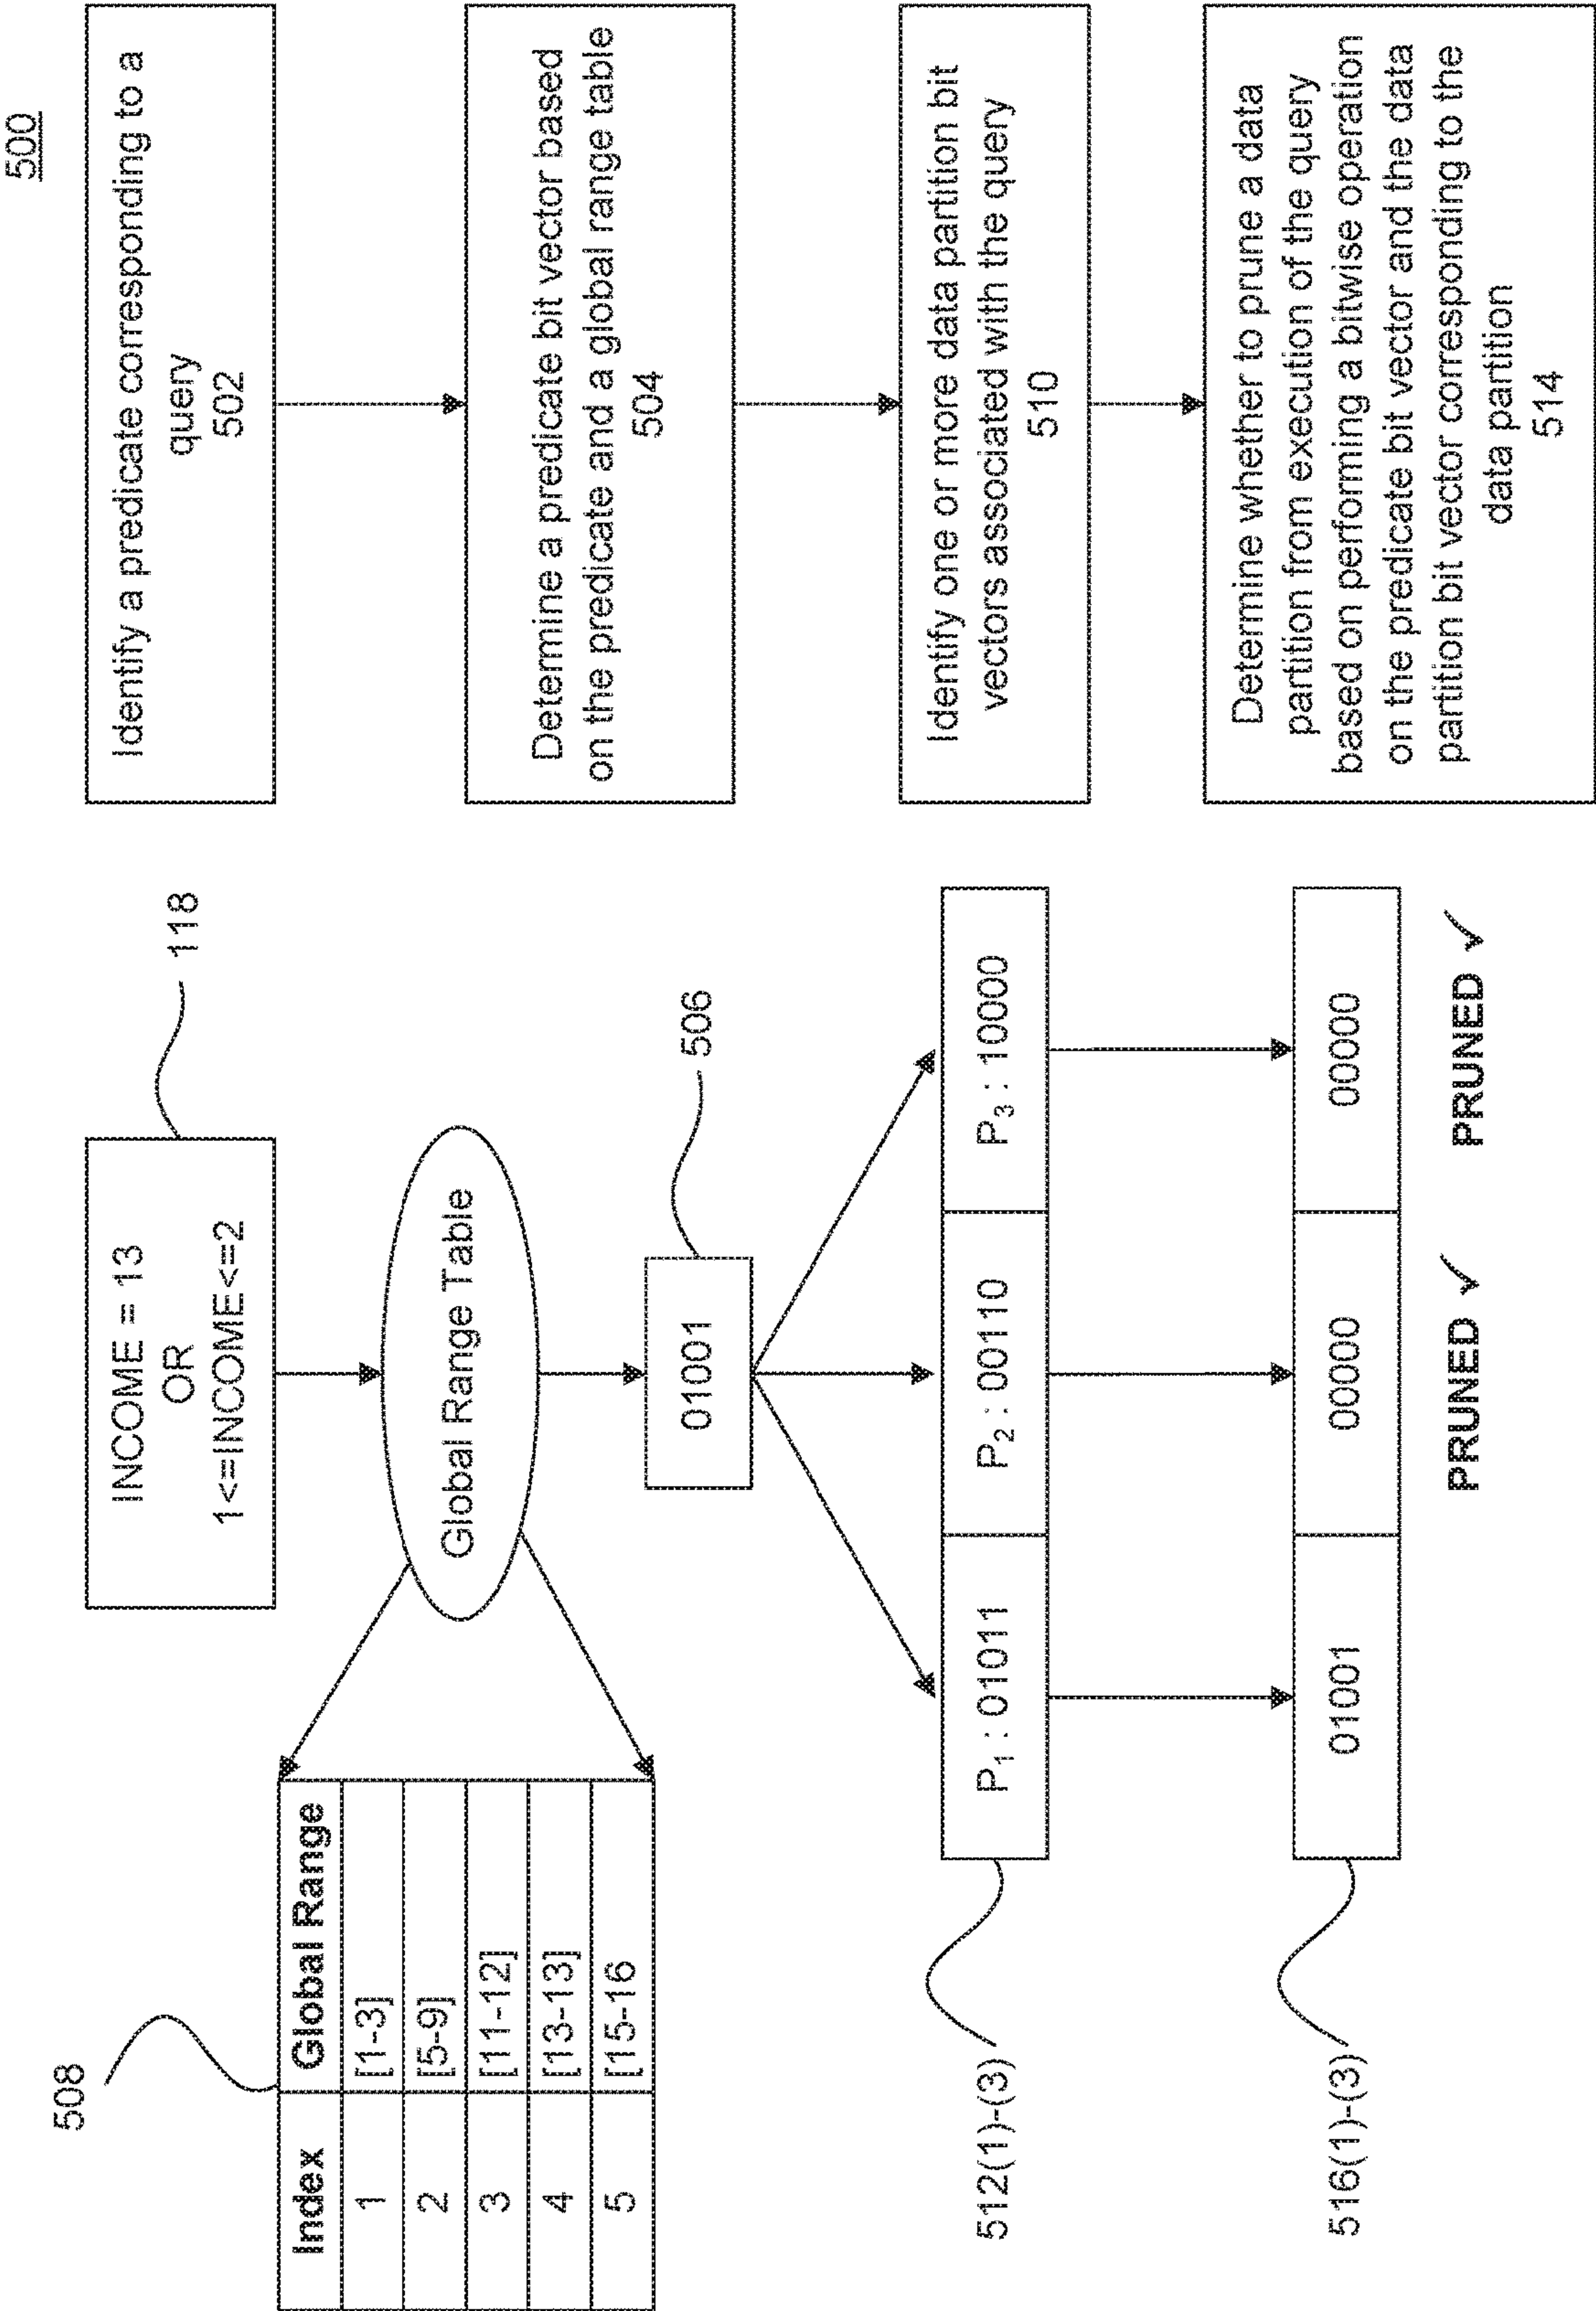 500
Identify a predicate corresponding to a
query
502
Determine a predicate bit vector based
on the predicate and a global range table
504
Identify one or more data partition bit
vectors associated with the query
510
Determine whether to prune a data
partition from execution of the query
based on performing a bitwise operation
on the predicate bit vector and the data
partition bit vector corresponding to the
data partition
514
118
INCOME = 13
OR
1<=INCOME<=2
Global Range Table
508
Index Global Range
1 [1-3]
2 [5-9]
3 [11-12]
4 [13-13]
5 [15-16
506
01001
512(1)-(3)
P1 : 01011 P2 : 00110 P3 : 10000
516(1)-(3)
01001 00000 00000
PRUNED ✓ PRUNED ✓